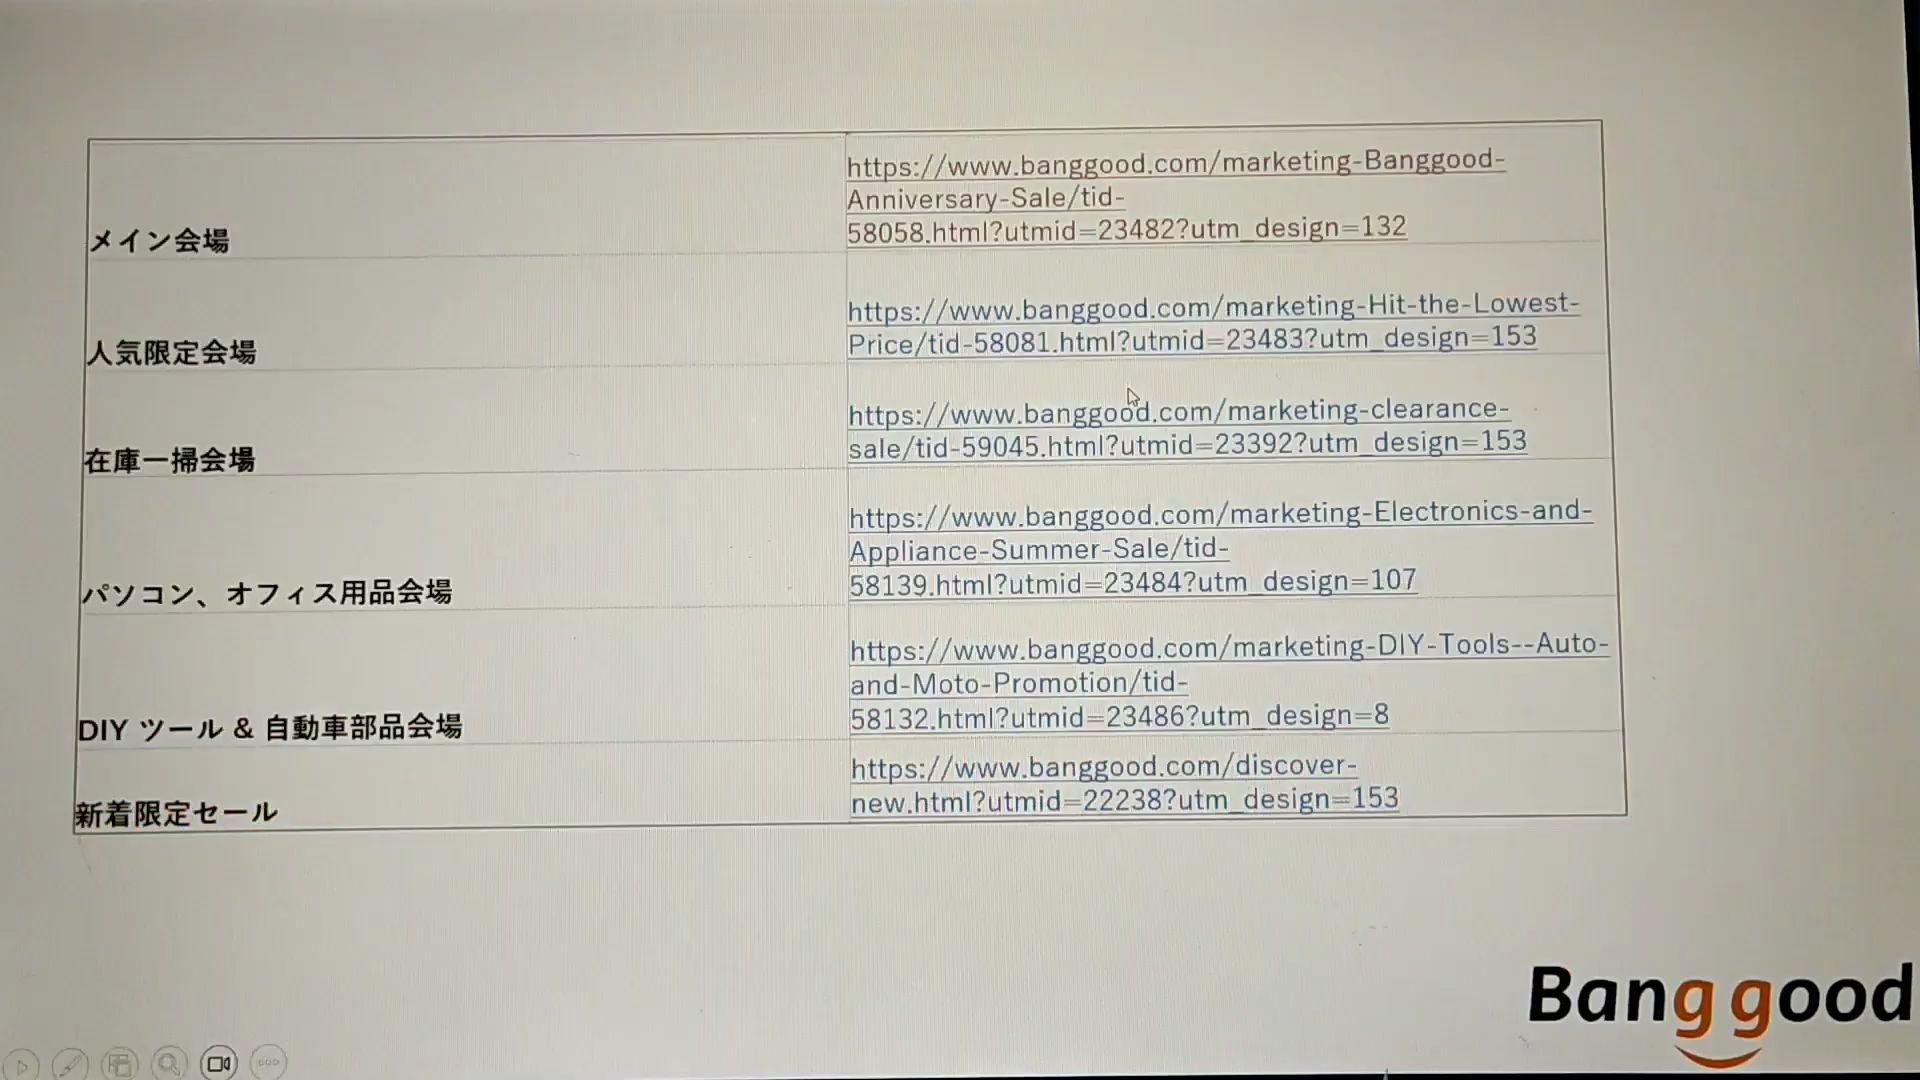 メイン会場
https://www.banggood.com/marketing-Banggood-
Anniversary-Sale/tid-
58058.html?utmid=23482?utm_design=132
人気限定会場
https://www.banggood.com/marketing-Hit-the-Lowest-
Price/tid-58081.html?utmid=23483?utm_design=153
在庫一掃会場
https://www.banggood.com/marketing-clearance-
sale/tid-59045.html?utmid=23392?utm_design=153
パソコン、オフィス用品会場
https://www.banggood.com/marketing-Electronics-and-
Appliance-Summer-Sale/tid-
58139.html?utmid=23484?utm_design=107
DIY ツール & 自動車部品会場
https://www.banggood.com/marketing-DIY-Tools--Auto-
and-Moto-Promotion/tid-
58132.html?utmid=23486?utm_design=8
新着限定セール
https://www.banggood.com/discover-
new.html?utmid=22238?utm_design=153
Banggood